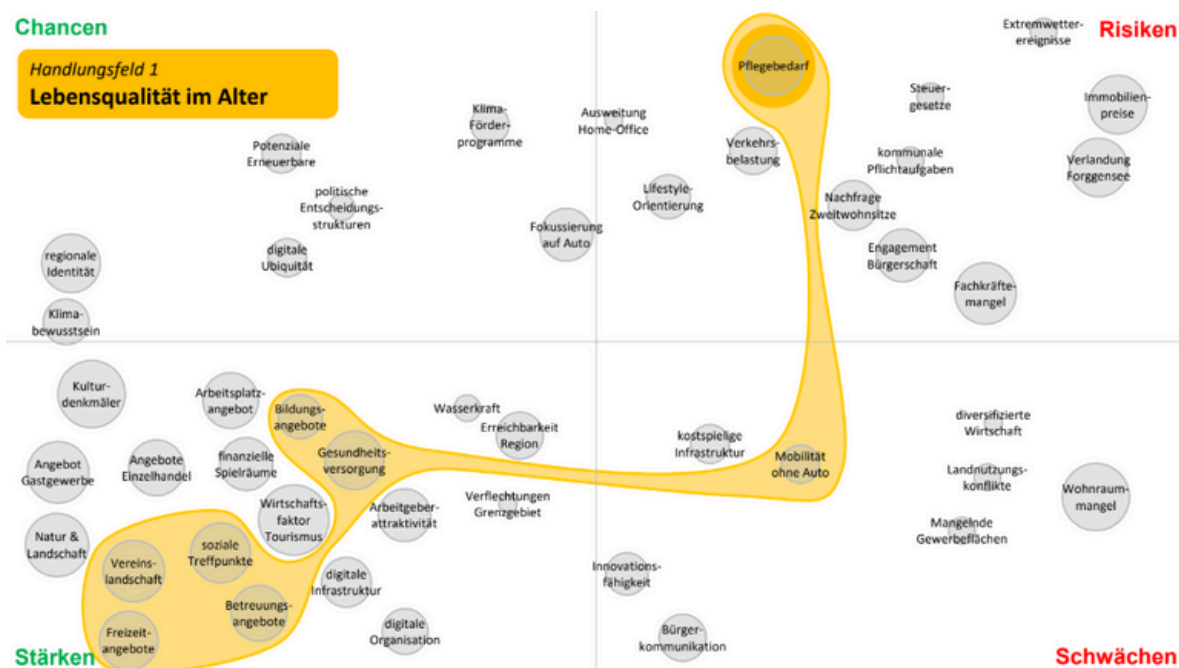 Chancen
Risiken
Handlungsfeld 1
Lebensqualität im Alter
Extremwetter-
ereignisse
Pflegebedarf
Steuer-
gesetze
Immobilien-
preise
Klima-
Förder-
programme
Ausweitung
Home-Office
Potenziale
Erneuerbare
Verkehrs-
belastung
kommunale
Pflichtaufgaben
Verlandung
Forggensee
politische
Entscheidungs-
strukturen
Lifestyle-
Orientierung
Nachfrage
Zweitwohnsitze
Fokussierung
auf Auto
regionale
Identität
digitale
Ubiquität
Engagement
Bürgerschaft
Fachkräfte-
mangel
Klima-
bewusstsein
Kultur-
denkmäler
Arbeitsplatz-
angebot
Bildungs-
angebote
Wasserkraft
Erreichbarkeit
Region
kostspielige
Infrastruktur
diversifizierte
Wirtschaft
Angebot
Gastgewerbe
Angebote
Einzelhandel
finanzielle
Spielräume
Gesundheits-
versorgung
Mobilität
ohne Auto
Landnutzungs-
konflikte
Wohnraum-
mangel
Wirtschafts-
faktor
Tourismus
Arbeitgeber-
attraktivität
Verflechtungen
Grenzgebiet
Mangelnde
Gewerbeflächen
Natur &
Landschaft
Vereins-
landschaft
soziale
Treffpunkte
digitale
Infrastruktur
Innovations-
fähigkeit
Betreuungs-
angebote
Freizeit-
angebote
digitale
Organisation
Bürger-
kommunikation
Stärken
Schwächen